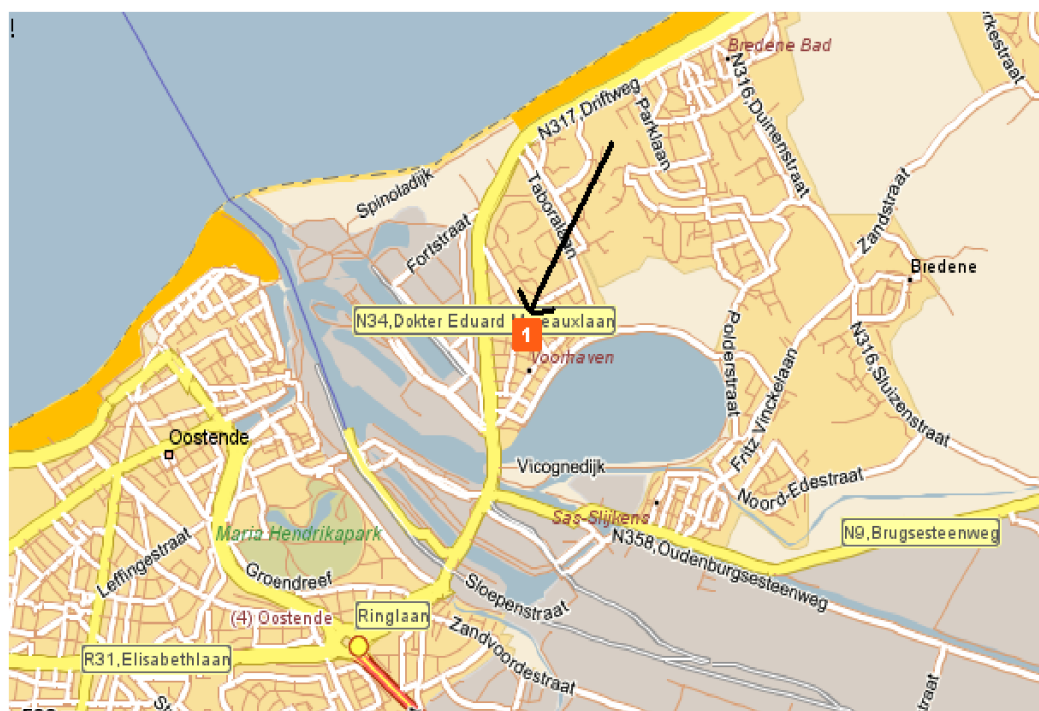 !
Bredene Bad
N317,Driftweg
N316,Duinenstraat
Parklaan
Spinoladijk
Taboralaan
Fortstraat
Zandstraat
Bredene
N34,Dokter Eduard M
eauxlaan
1
Voorhaven
Polderstraat
Fritz Vinckelaan
N316,Sluizenstraat
Oostende
Vicognedijk
Noord-Edestraat
Sas-Slijkens
Maria Hendrikapark
N9,Brugsesteenweg
N358,Oudenburgsesteenweg
Leffingestraat
Groendreef
Sloepenstraat
(4) Oostende
Ringlaan
Zandvoordestraat
R31,Elisabethlaan